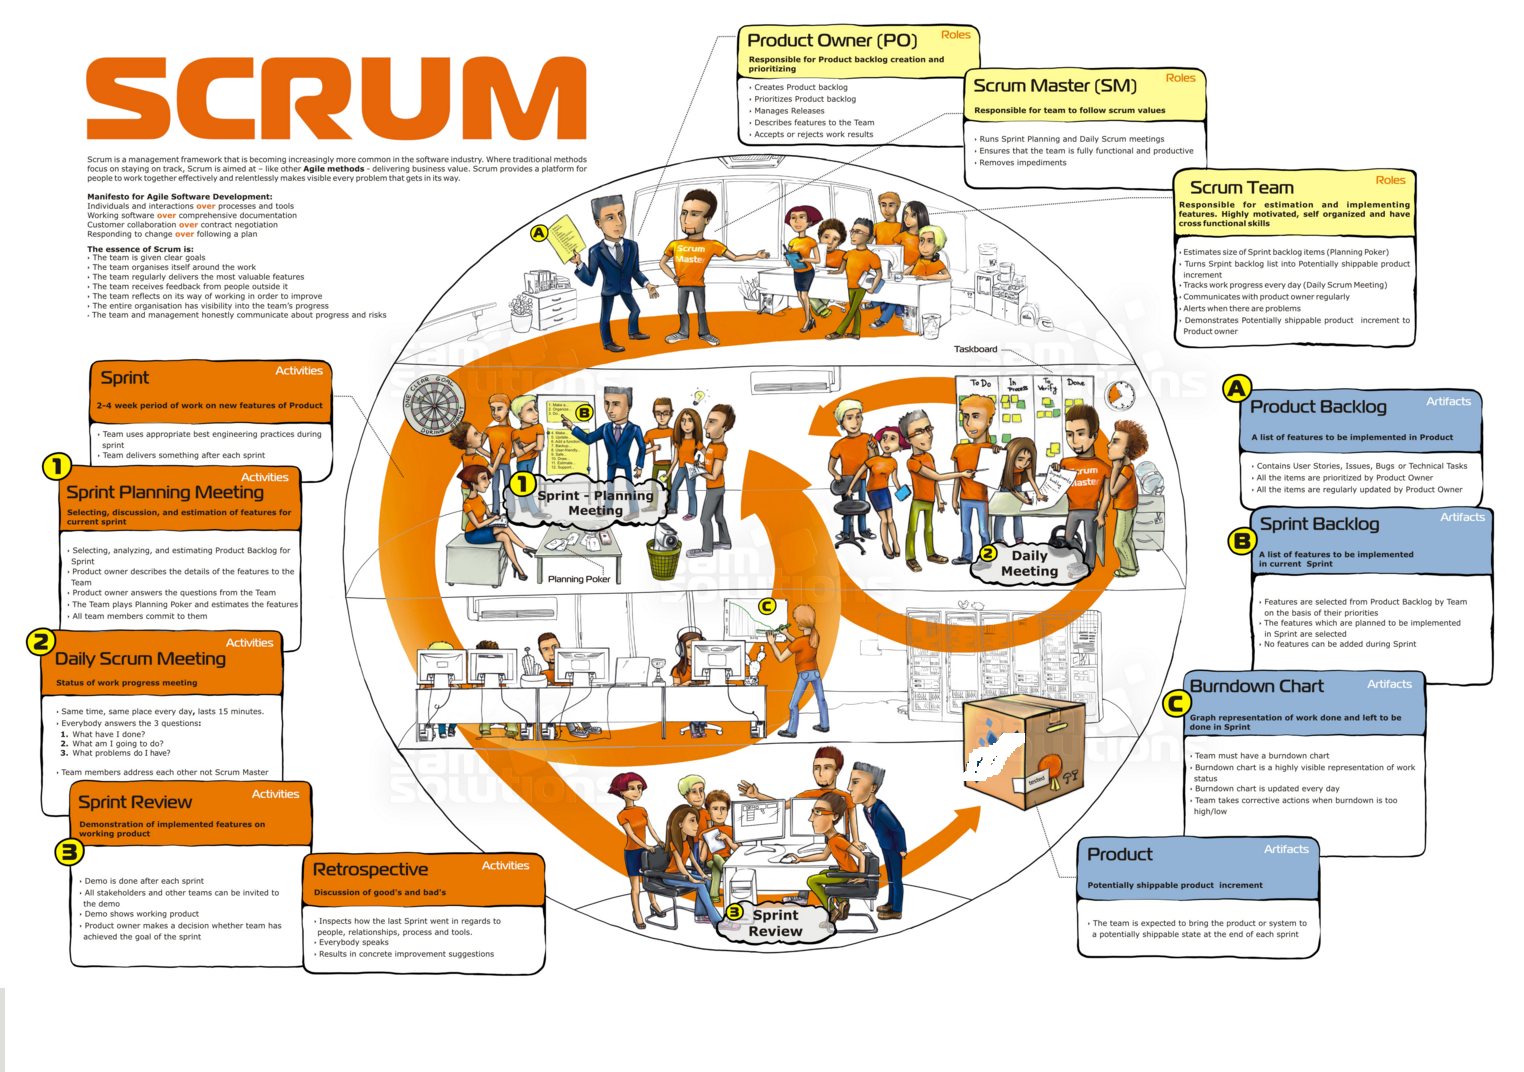 SCRUM
Scrum is a management framework that is becoming increasingly more common in the software industry. Where traditional methods
focus on staying on track, Scrum is aimed at – like other Agile methods - delivering business value. Scrum provides a platform for
people to work together effectively and relentlessly makes visible every problem that gets in its way.
Manifesto for Agile Software Development:
Individuals and interactions over processes and tools
Working software over comprehensive documentation
Customer collaboration over contract negotiation
Responding to change over following a plan
The essence of Scrum is:
The team is given clear goals
The team organises itself around the work
The team regularly delivers the most valuable features
The team receives feedback from people outside it
The team reflects on its way of working in order to improve
The entire organisation has visibility into the team's progress
The team and management honestly communicate about progress and risks
Product Owner (PO)
Roles
Responsible for Product backlog creation and
prioritizing
Creates Product backlog
Prioritizes Product backlog
Manages Releases
Describes features to the Team
Accepts or rejects work results
Scrum Master (SM)
Roles
Responsible for team to follow scrum values
Runs Sprint Planning and Daily Scrum meetings
Ensures that the team is fully functional and productive
Removes impediments
Scrum Team
Roles
Responsible for estimation and implementing
features. Highly motivated, self organized and have
cross functional skills
Estimates size of Sprint backlog items (Planning Poker)
Turns Sprint backlog list into Potentially shippable product
increment
Tracks work progress every day (Daily Scrum Meeting)
Communicates with product owner regularly
Alerts when there are problems
Demonstrates Potentially shippable product increment to
Product owner
A
Scrum
Master
Sprint
Activities
2-4 week period of work on new features of Product
Team uses appropriate best engineering practices during
sprint
Team delivers something after each sprint
1
Sprint Planning Meeting
Activities
Selecting, discussion, and estimation of features for
current sprint
Selecting, analyzing, and estimating Product Backlog for
Sprint
Product owner describes the details of the features to the
Team
Product owner answers the questions from the Team
The Team plays Planning Poker and estimates the features
All team members commit to them
2
Daily Scrum Meeting
Activities
Status of work progress meeting
Same time, same place every day, lasts 15 minutes.
Everybody answers the 3 questions:
1. What have I done?
2. What am I going to do?
3. What problems do I have?
Team members address each other not Scrum Master
Sprint Review
Activities
Demonstration of implemented features on
working product
3
Demo is done after each sprint
All stakeholders and other teams can be invited to
the demo
Demo shows working product
Product owner makes a decision whether team has
achieved the goal of the sprint
Retrospective
Activities
Discussion of good's and bad's
Inspects how the last Sprint went in regards to
people, relationships, process and tools.
Everybody speaks
Results in concrete improvement suggestions
ONE CLEAR GOAL
DURING
B
1
Sprint - Planning
Meeting
Planning Poker
Taskboard
To Do
In
Process
To
Verify
Done
Scrum
Master
2
Daily
Meeting
C
tested
3
Sprint
Review
sam
solutions
A
Product Backlog
Artifacts
A list of features to be implemented in Product
Contains User Stories, Issues, Bugs or Technical Tasks
All the items are prioritized by Product Owner
All the items are regularly updated by Product Owner
B
Sprint Backlog
Artifacts
A list of features to be implemented
in current Sprint
Features are selected from Product Backlog by Team
on the basis of their priorities
The features which are planned to be implemented
in Sprint are selected
No features can be added during Sprint
C
Burndown Chart
Artifacts
Graph representation of work done and left to be
done in Sprint
Team must have a burndown chart
Burndown chart is a highly visible representation of work
status
Burndown chart is updated every day
Team takes corrective actions when burndown is too
high/low
Product
Artifacts
Potentially shippable product increment
The team is expected to bring the product or system to
a potentially shippable state at the end of each sprint